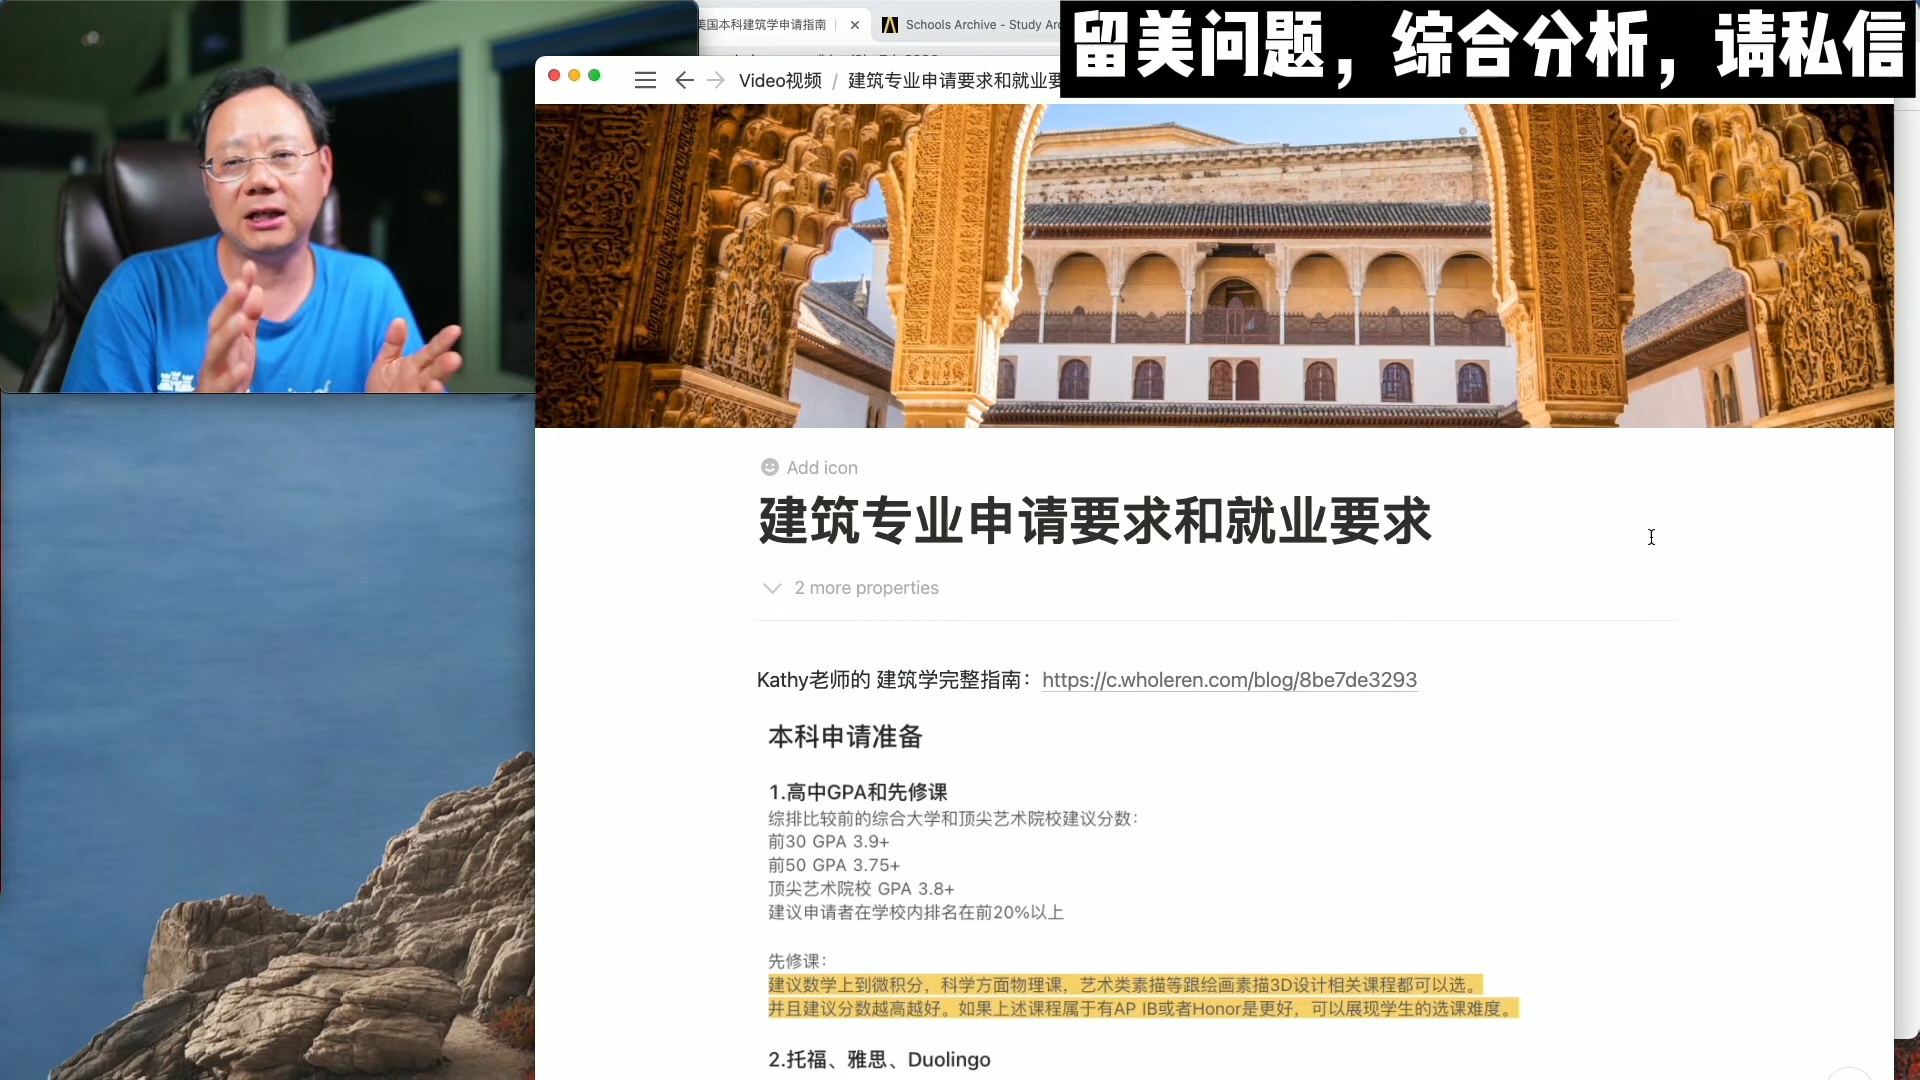 美国本科建筑学申请指南
Schools Archive - Study Ar
留美问题，综合分析，请私信
Video视频 / 建筑专业申请要求和就业要
Add icon
建筑专业申请要求和就业要求
2 more properties
Kathy老师的 建筑学完整指南：https://c.wholeren.com/blog/8be7de3293
本科申请准备
1.高中GPA和先修课
综排比较前的综合大学和顶尖艺术院校建议分数：
前30 GPA 3.9+
前50 GPA 3.75+
顶尖艺术院校 GPA 3.8+
建议申请者在学校内排名在前20%以上
先修课：
建议数学上到微积分，科学方面物理课，艺术类素描等跟绘画素描3D设计相关课程都可以选。
并且建议分数越高越好。如果上述课程属于有AP IB或者Honor是更好，可以展现学生的选课难度。
2.托福、雅思、Duolingo